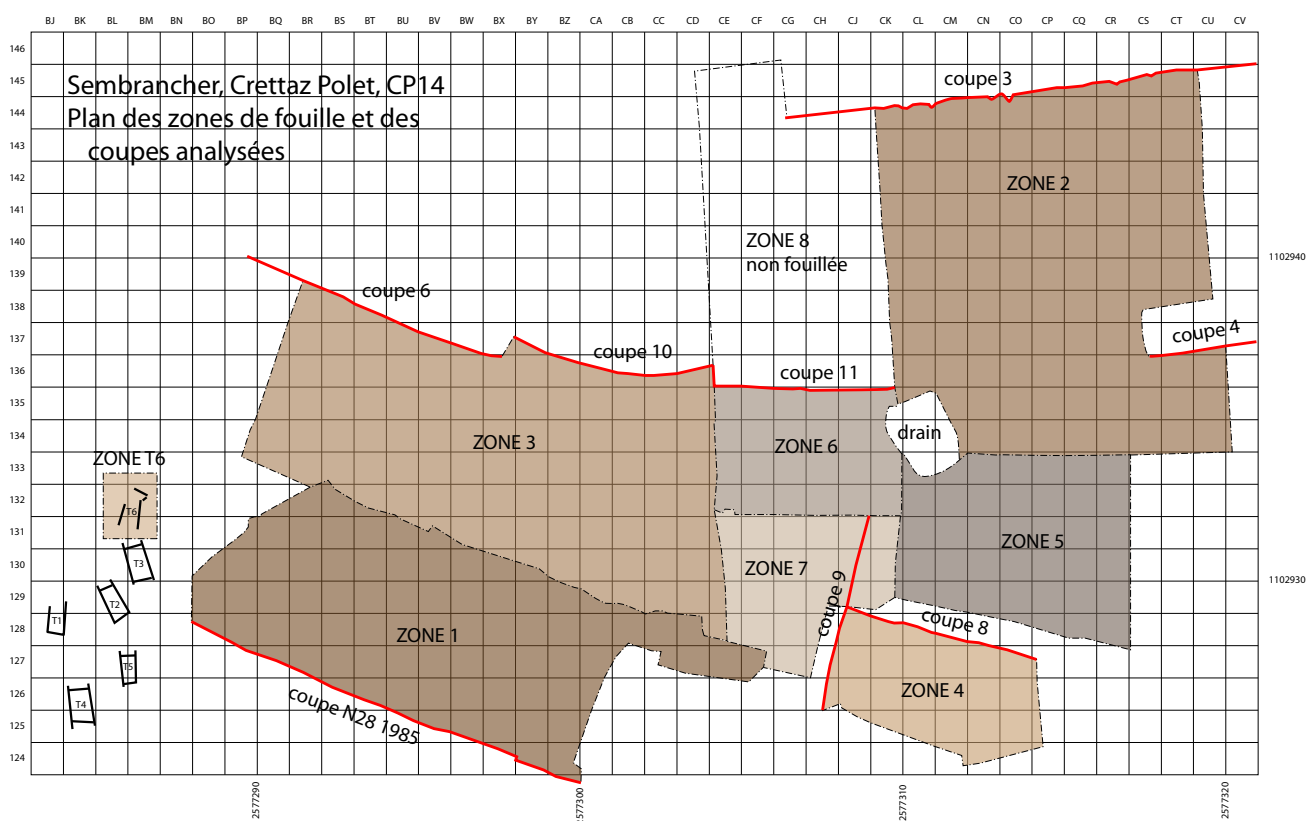 BJ BK BL BM BN BO BP BQ BR BS BT BU BV BW BX BY BZ CA CB CC CD CE CF CG CH CJ CK CL CM CN CO CP CQ CR CS CT CU CV
146
145
144
143
142
141
140
139
138
137
136
135
134
133
132
131
130
129
128
127
126
125
124
Sembrancher, Crettaz Polet, CP14
Plan des zones de fouille et des
coupes analysées
coupe 3
ZONE 2
ZONE 8
non fouillée
1102940
coupe 6
coupe 4
coupe 10
coupe 11
drain
ZONE 3
ZONE 6
ZONE T6
T6
ZONE 5
T3
ZONE 7
1102930
T2
coupe 9
T1
coupe 8
ZONE 1
T5
ZONE 4
T4
coupe N28 1985
2577290
2577300
2577310
2577320